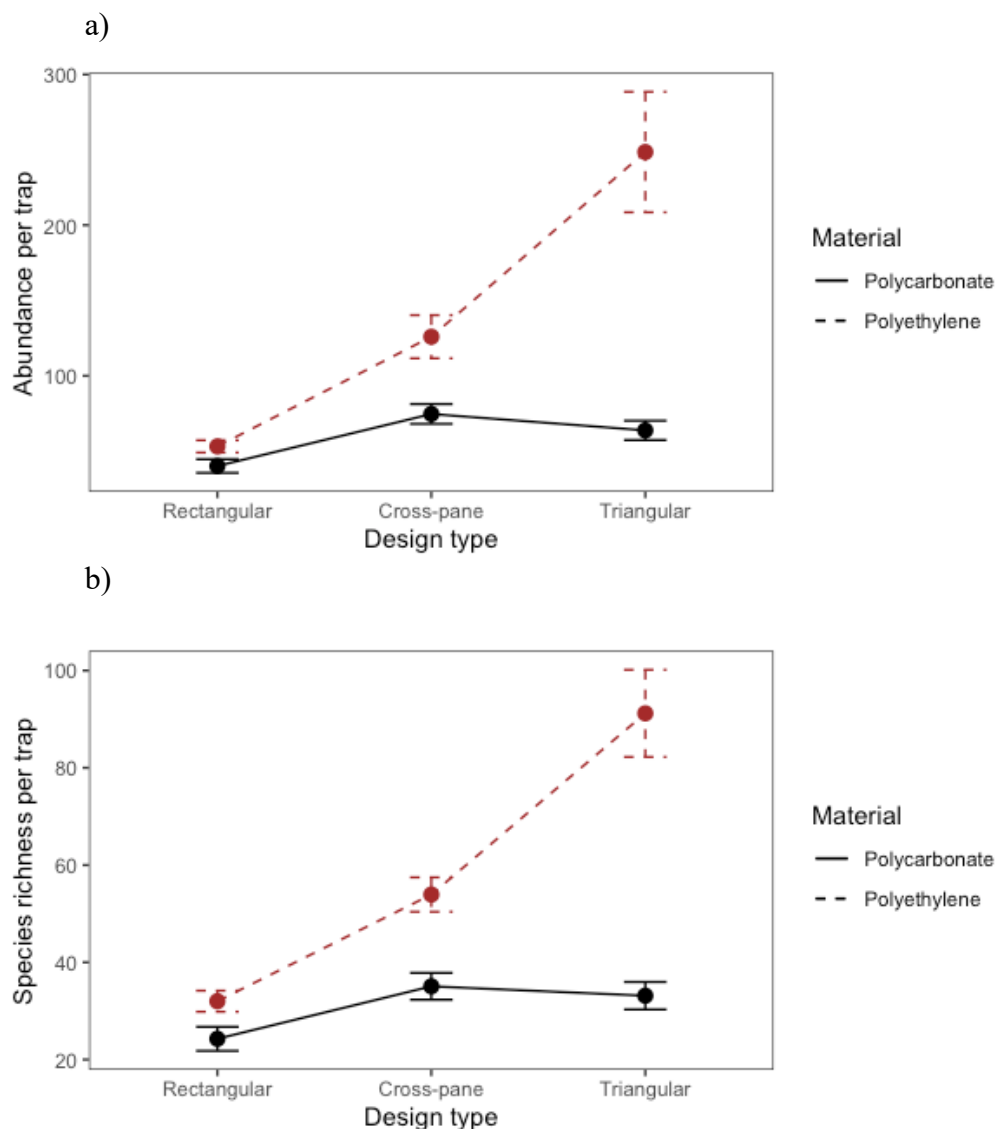 a)
300
200
100
Abundance per trap
Rectangular Cross-pane Triangular
Design type
Material
Polycarbonate
Polyethylene
b)
100
80
60
40
20
Species richness per trap
Rectangular Cross-pane Triangular
Design type
Material
Polycarbonate
Polyethylene